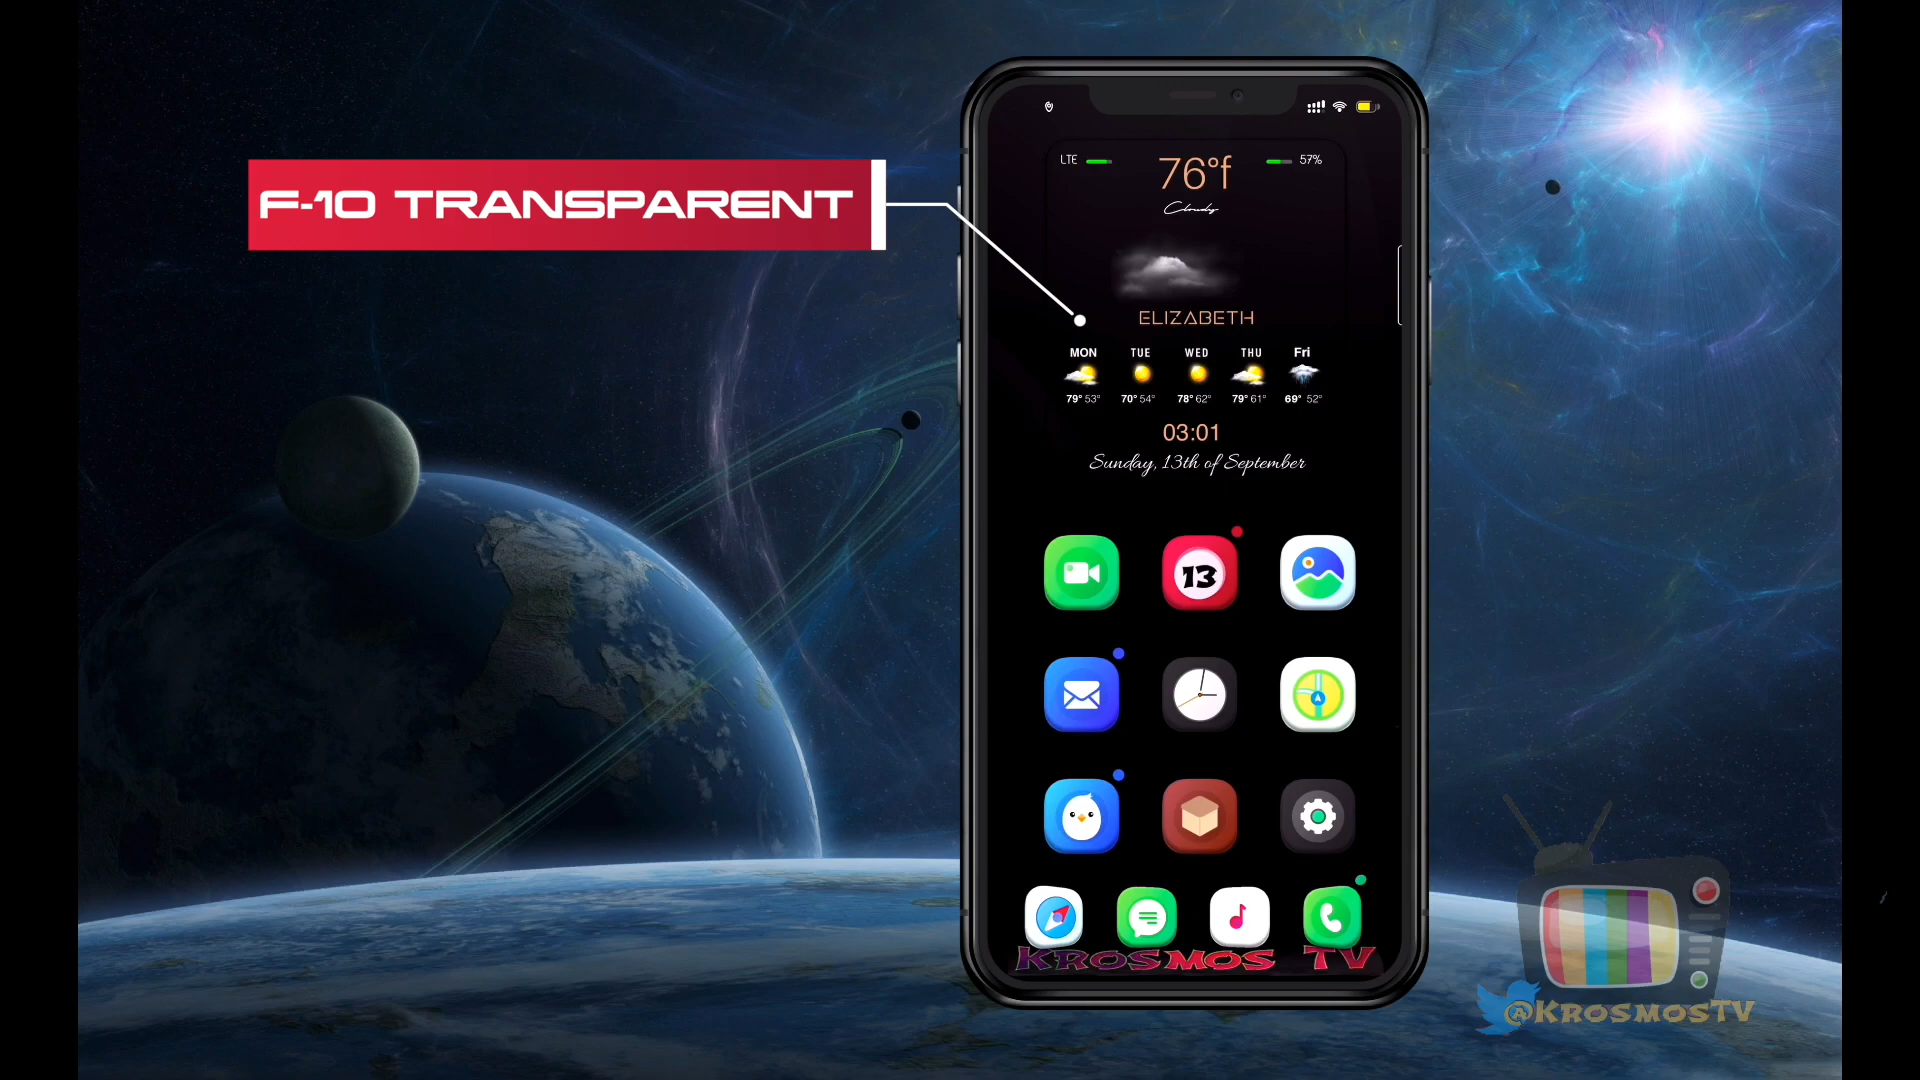 F-10 TRANSPARENT
LTE
57%
76°f
Cloudy
ELIZABETH
MON TUE WED THU Fri
79° 53° 70° 54° 78° 62° 79° 61° 69° 52°
03:01
Sunday, 13th of September
13
KROSMOS TV
@KROSMOSTV